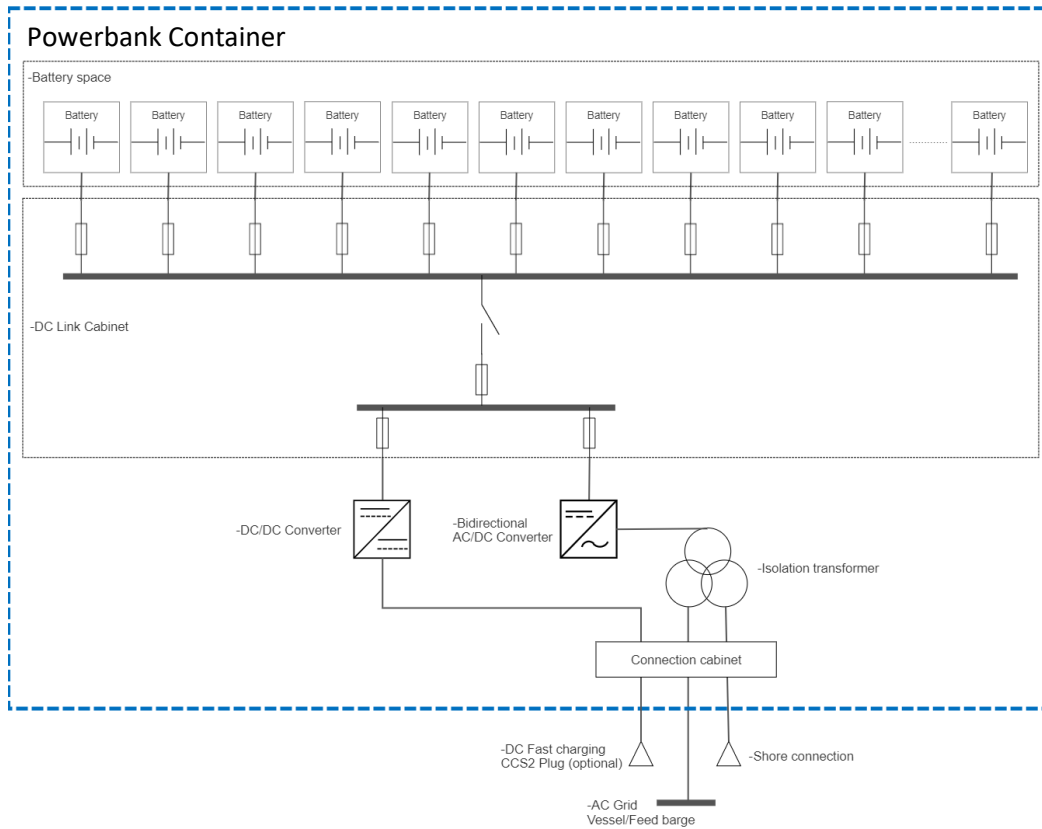 Powerbank Container
-Battery space
Battery Battery Battery Battery Battery Battery Battery Battery Battery Battery Battery
-DC Link Cabinet
-DC/DC Converter
-Bidirectional
AC/DC Converter
-Isolation transformer
Connection cabinet
-DC Fast charging
CCS2 Plug (optional)
-Shore connection
-AC Grid
Vessel/Feed barge